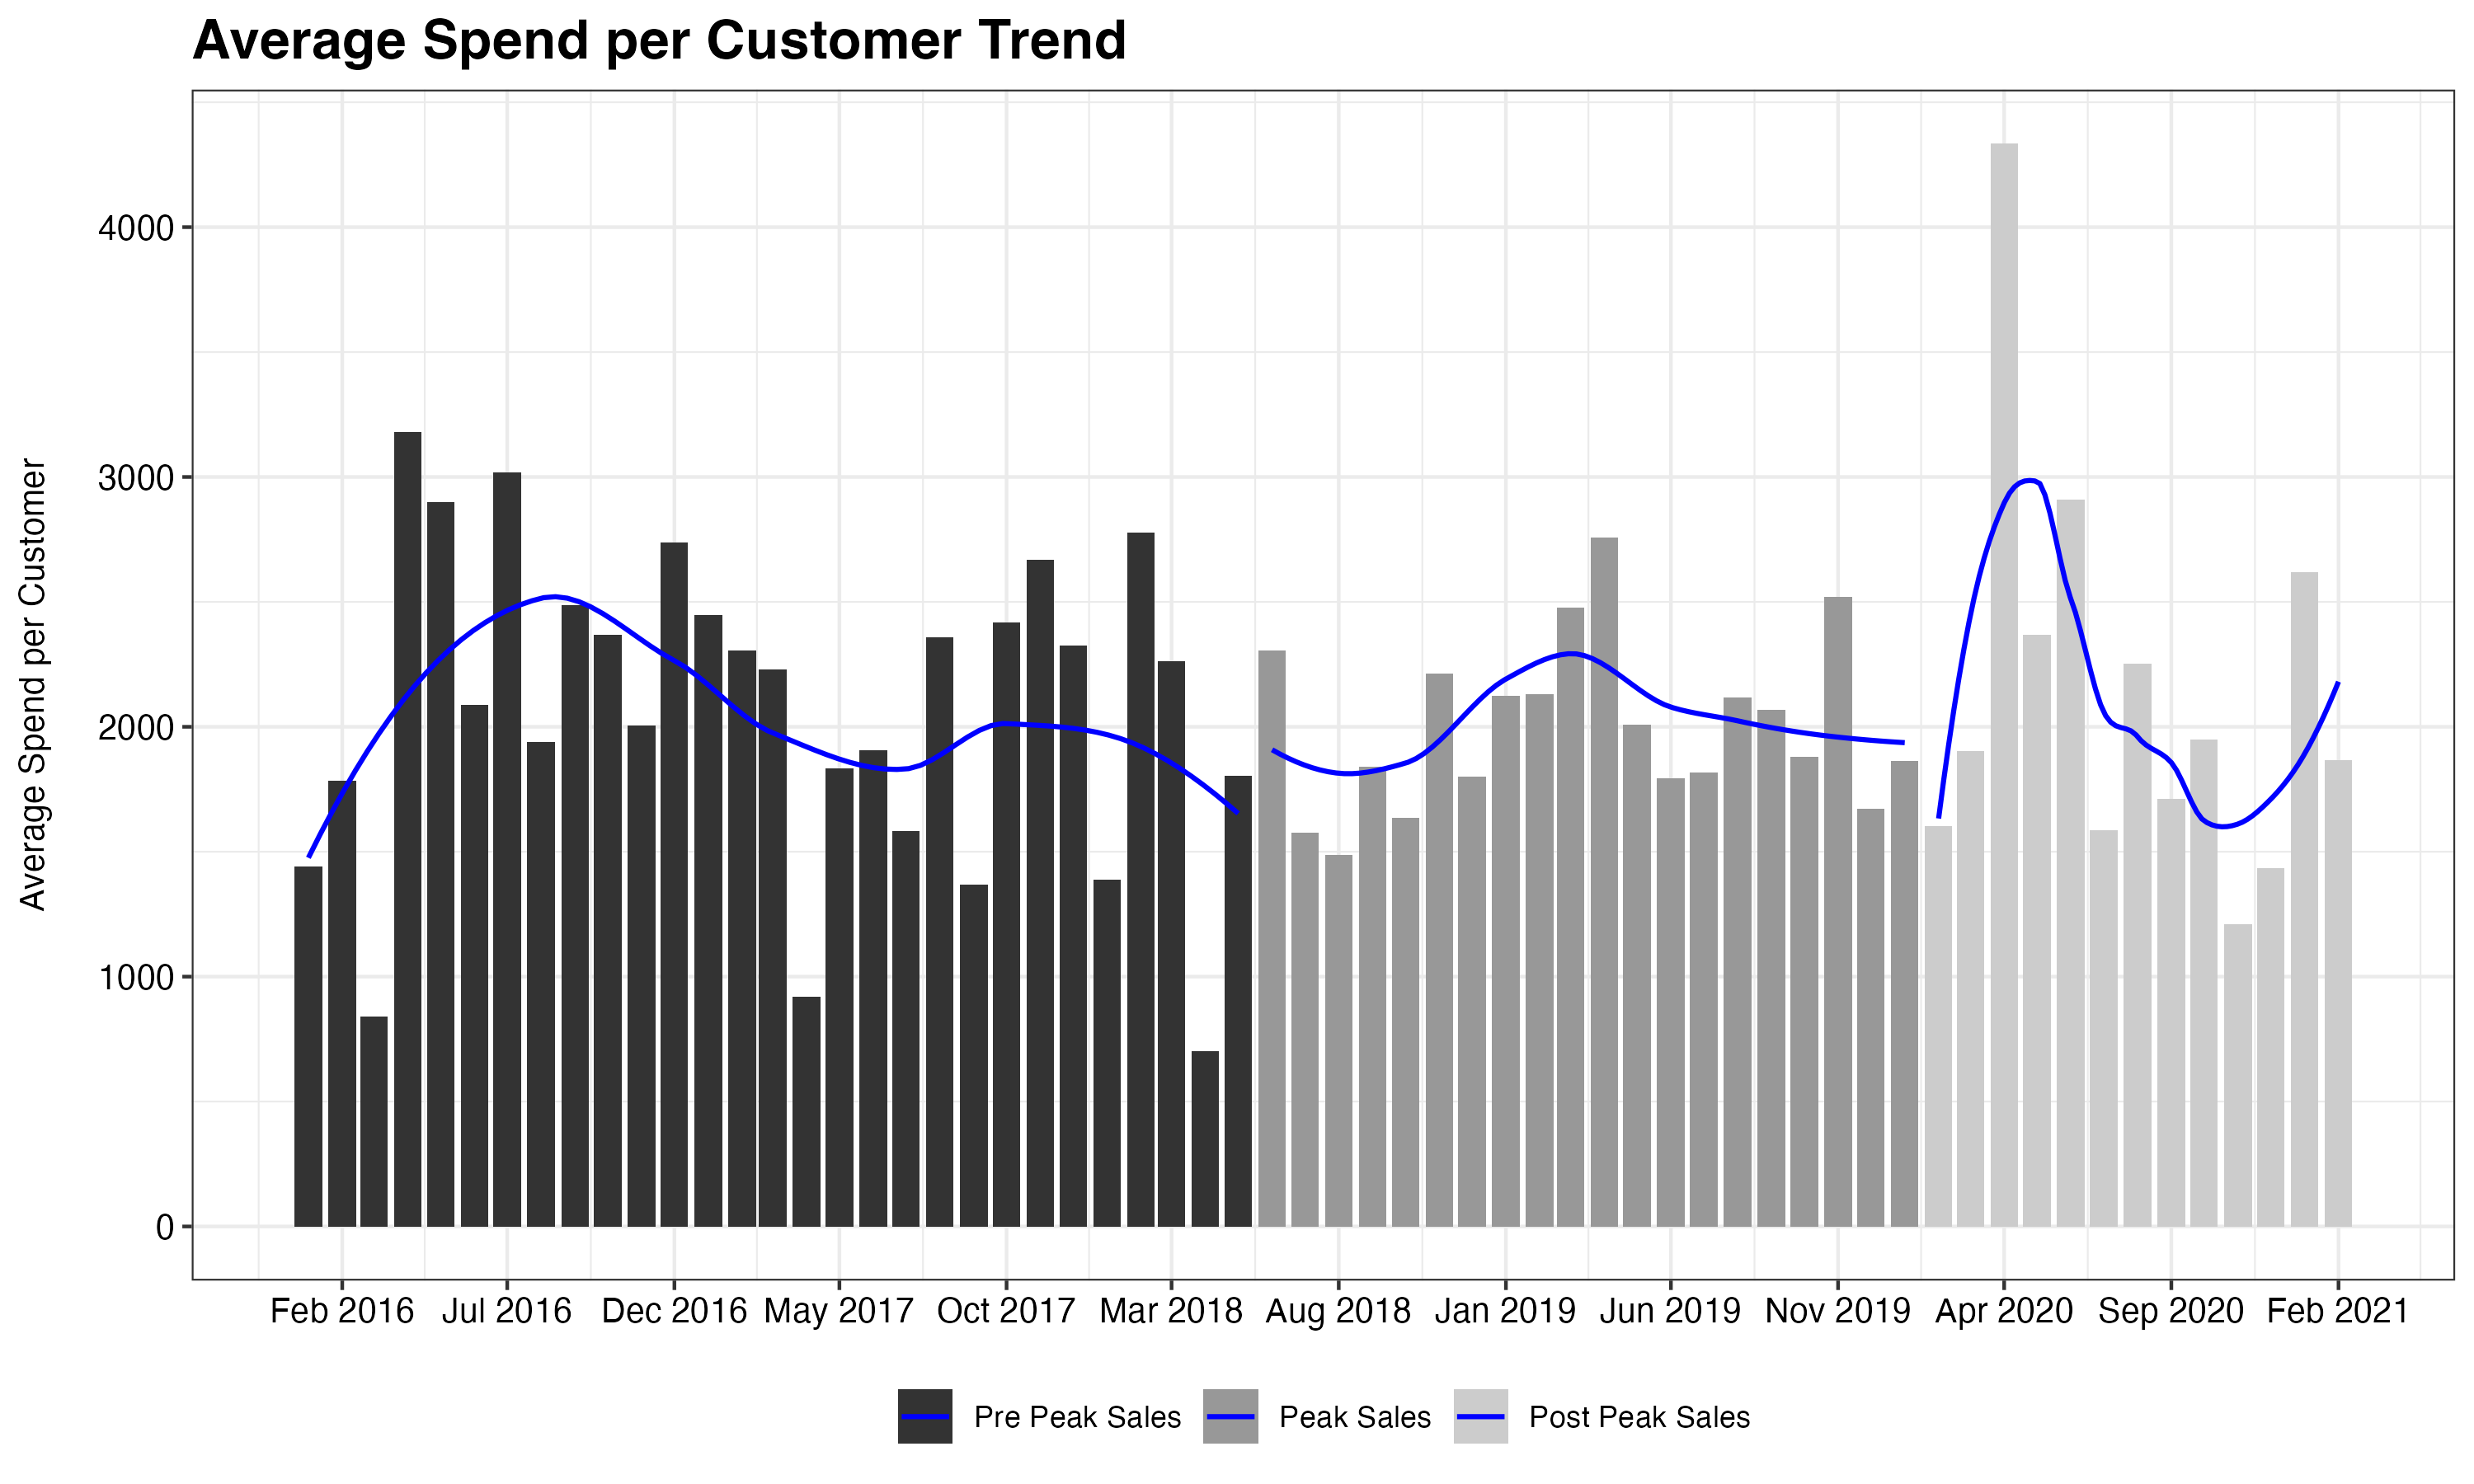 Average Spend per Customer Trend
Average Spend per Customer
4000
3000
2000
1000
0
Feb 2016 Jul 2016 Dec 2016 May 2017 Oct 2017 Mar 2018 Aug 2018 Jan 2019 Jun 2019 Nov 2019 Apr 2020 Sep 2020 Feb 2021
Pre Peak Sales Peak Sales Post Peak Sales